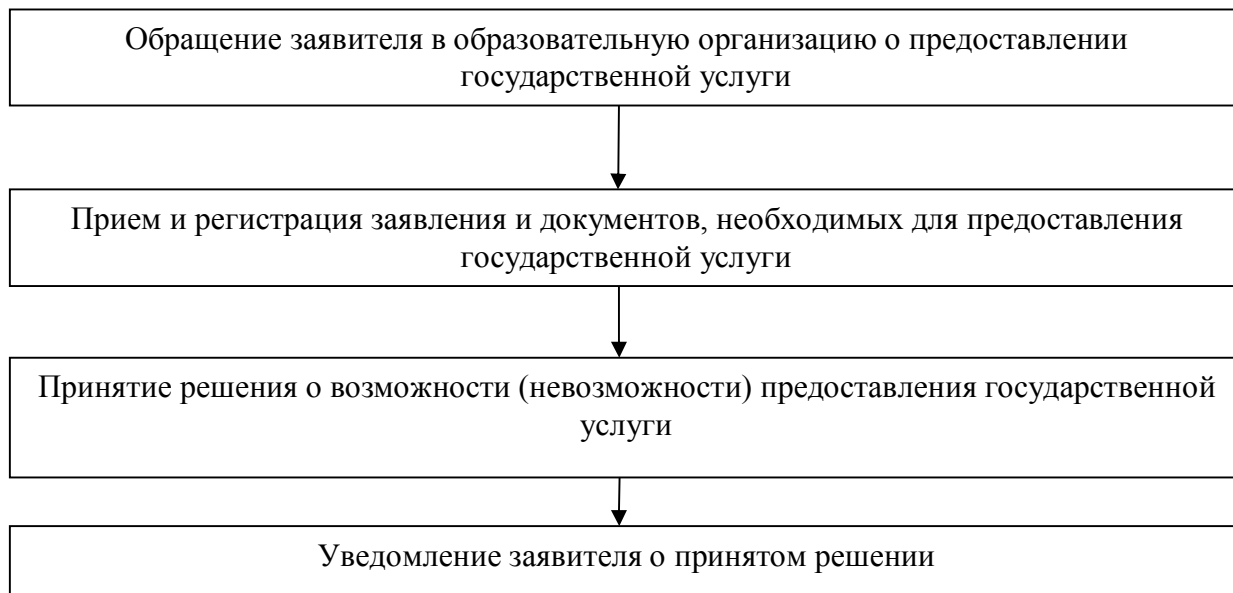 Обращение заявителя в образовательную организацию о предоставлении
государственной услуги
Прием и регистрация заявления и документов, необходимых для предоставления
государственной услуги
Принятие решения о возможности (невозможности) предоставления государственной
услуги
Уведомление заявителя о принятом решении